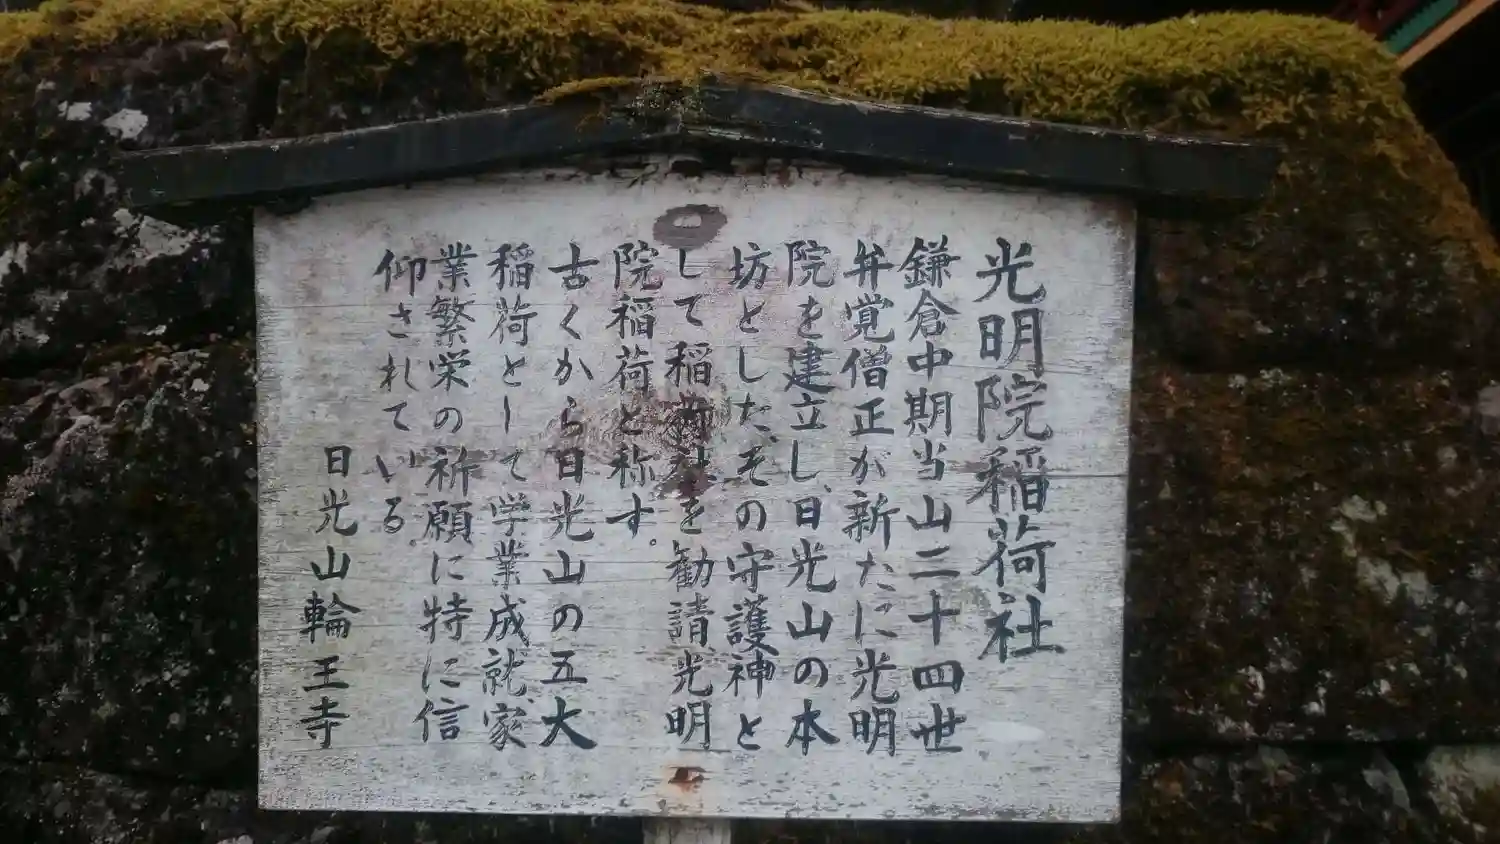 光明院稲荷社
鎌倉中期当山二十四世
弁覚僧正が新たに光明
院を建立し、日光山の本
坊とした。その守護神と
して稲荷社を勧請光明
院稲荷と称す。
古くから日光山の五大
稲荷として学業成就、家
業繁栄の祈願に特に信
仰されている
日光山輪王寺